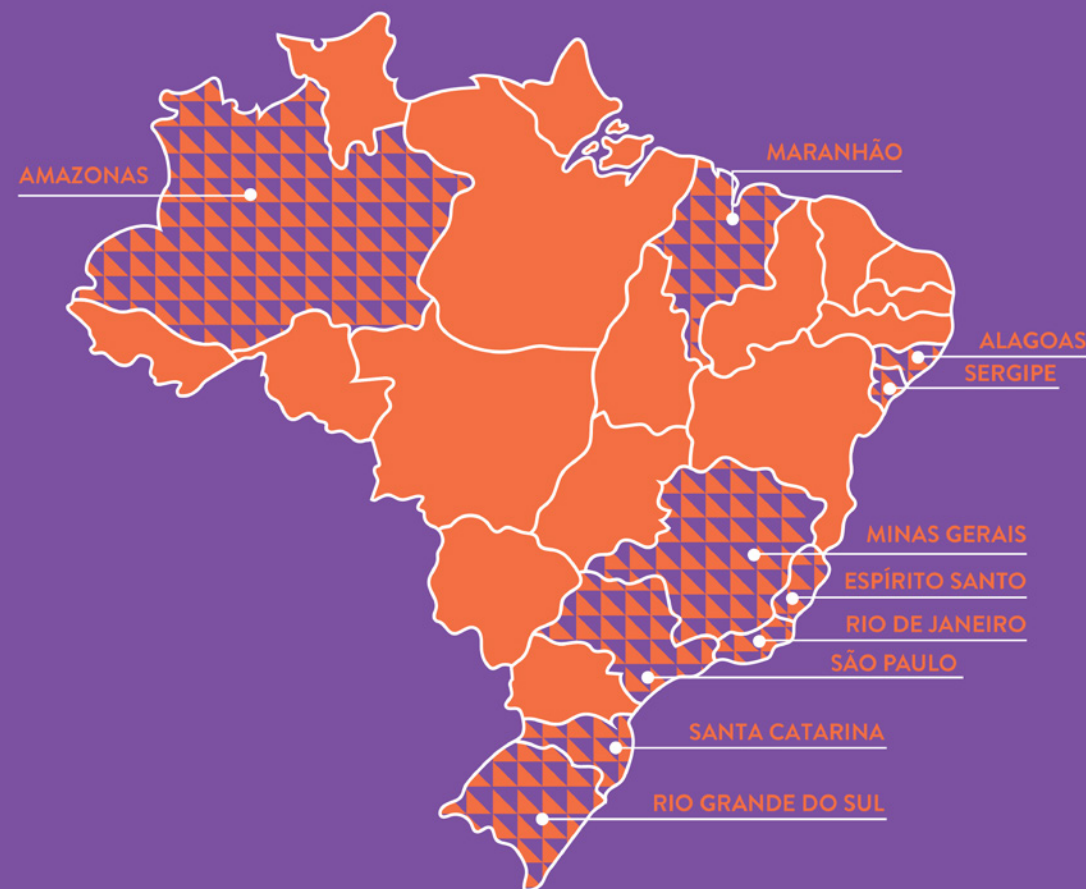 MARANHÃO
AMAZONAS
ALAGOAS
SERGIPE
MINAS GERAIS
ESPÍRITO SANTO
RIO DE JANEIRO
SÃO PAULO
SANTA CATARINA
RIO GRANDE DO SUL